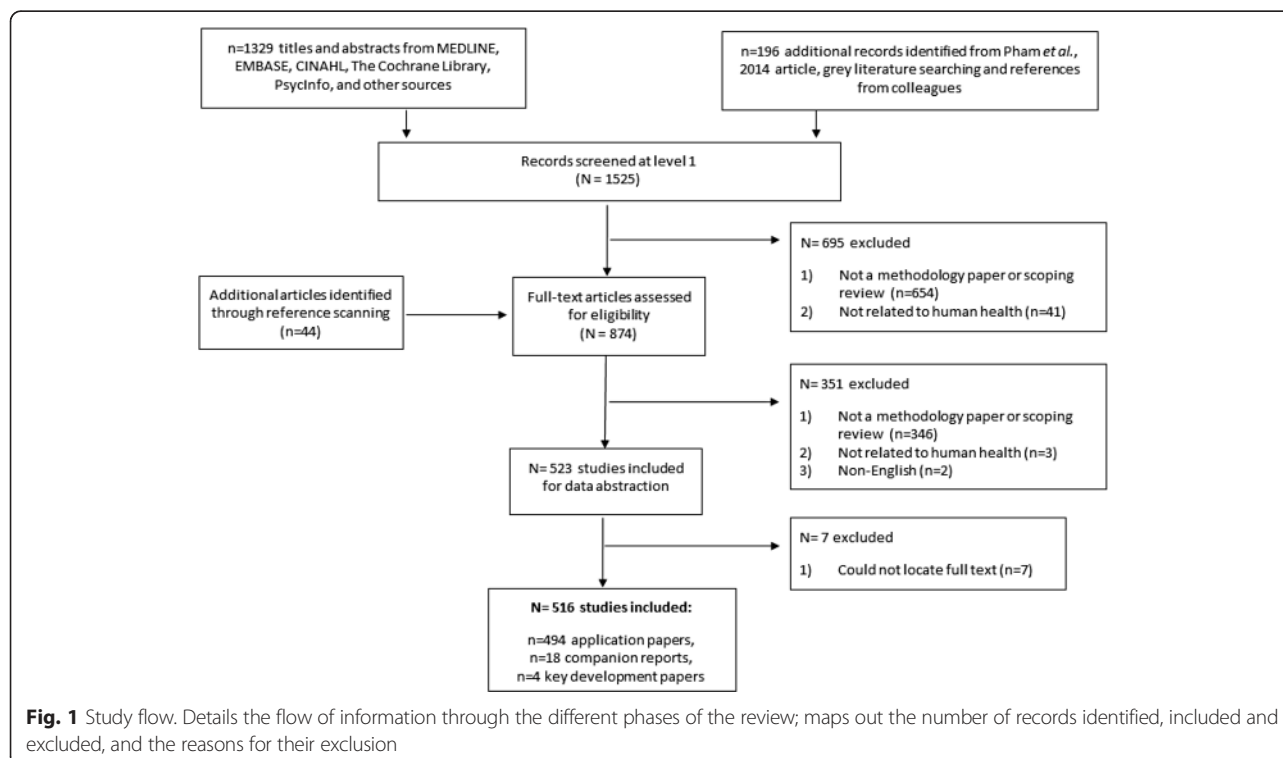 n=1329 titles and abstracts from MEDLINE,
EMBASE, CINAHL, The Cochrane Library,
PsycInfo, and other sources
n=196 additional records identified from Pham et al.,
2014 article, grey literature searching and references
from colleagues
Records screened at level 1
(N = 1525)
N= 695 excluded
1) Not a methodology paper or scoping
review (n=654)
2) Not related to human health (n=41)
Additional articles identified
through reference scanning
(n=44)
Full-text articles assessed
for eligibility
(N = 874)
N= 351 excluded
1) Not a methodology paper or scoping
review (n=346)
2) Not related to human health (n=3)
3) Non-English (n=2)
N= 523 studies included
for data abstraction
N= 7 excluded
1) Could not locate full text (n=7)
N= 516 studies included:
n=494 application papers,
n=18 companion reports,
n=4 key development papers
Fig. 1 Study flow. Details the flow of information through the different phases of the review; maps out the number of records identified, included and
excluded, and the reasons for their exclusion